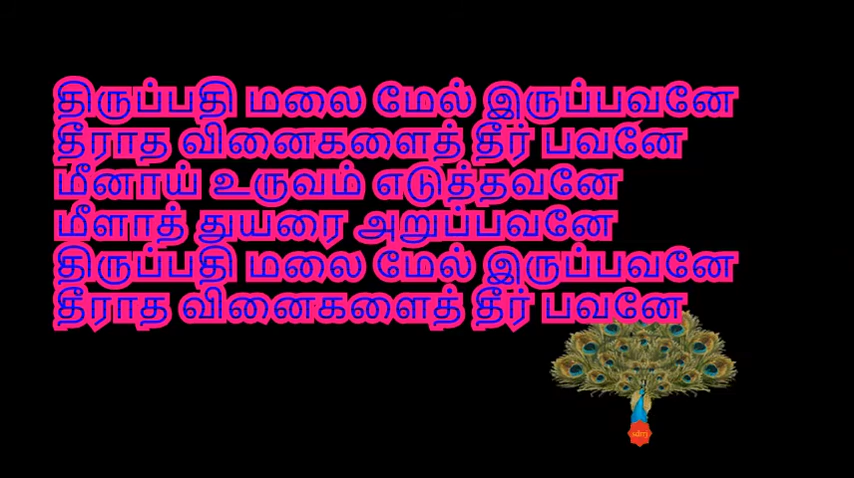 திருப்பதி மலை மேல் இருப்பவனே
தீராத வினைகளைத் தீர் பவனே
மீனாய் உருவம் எடுத்தவனே
மீளாத் துயரை அறுப்பவனே
திருப்பதி மலை மேல் இருப்பவனே
தீராத வினைகளைத் தீர் பவனே